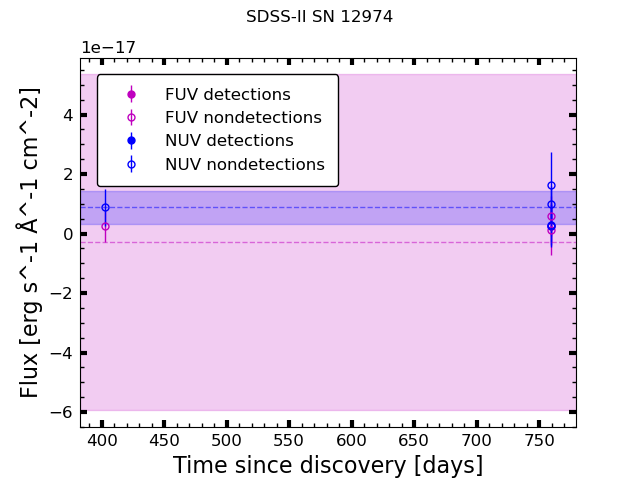 SDSS-II SN 12974
1e−17
FUV detections
FUV nondetections
NUV detections
NUV nondetections
4
2
0
−2
−4
−6
Flux [erg s^-1 Å^-1 cm^-2]
400 450 500 550 600 650 700 750
Time since discovery [days]